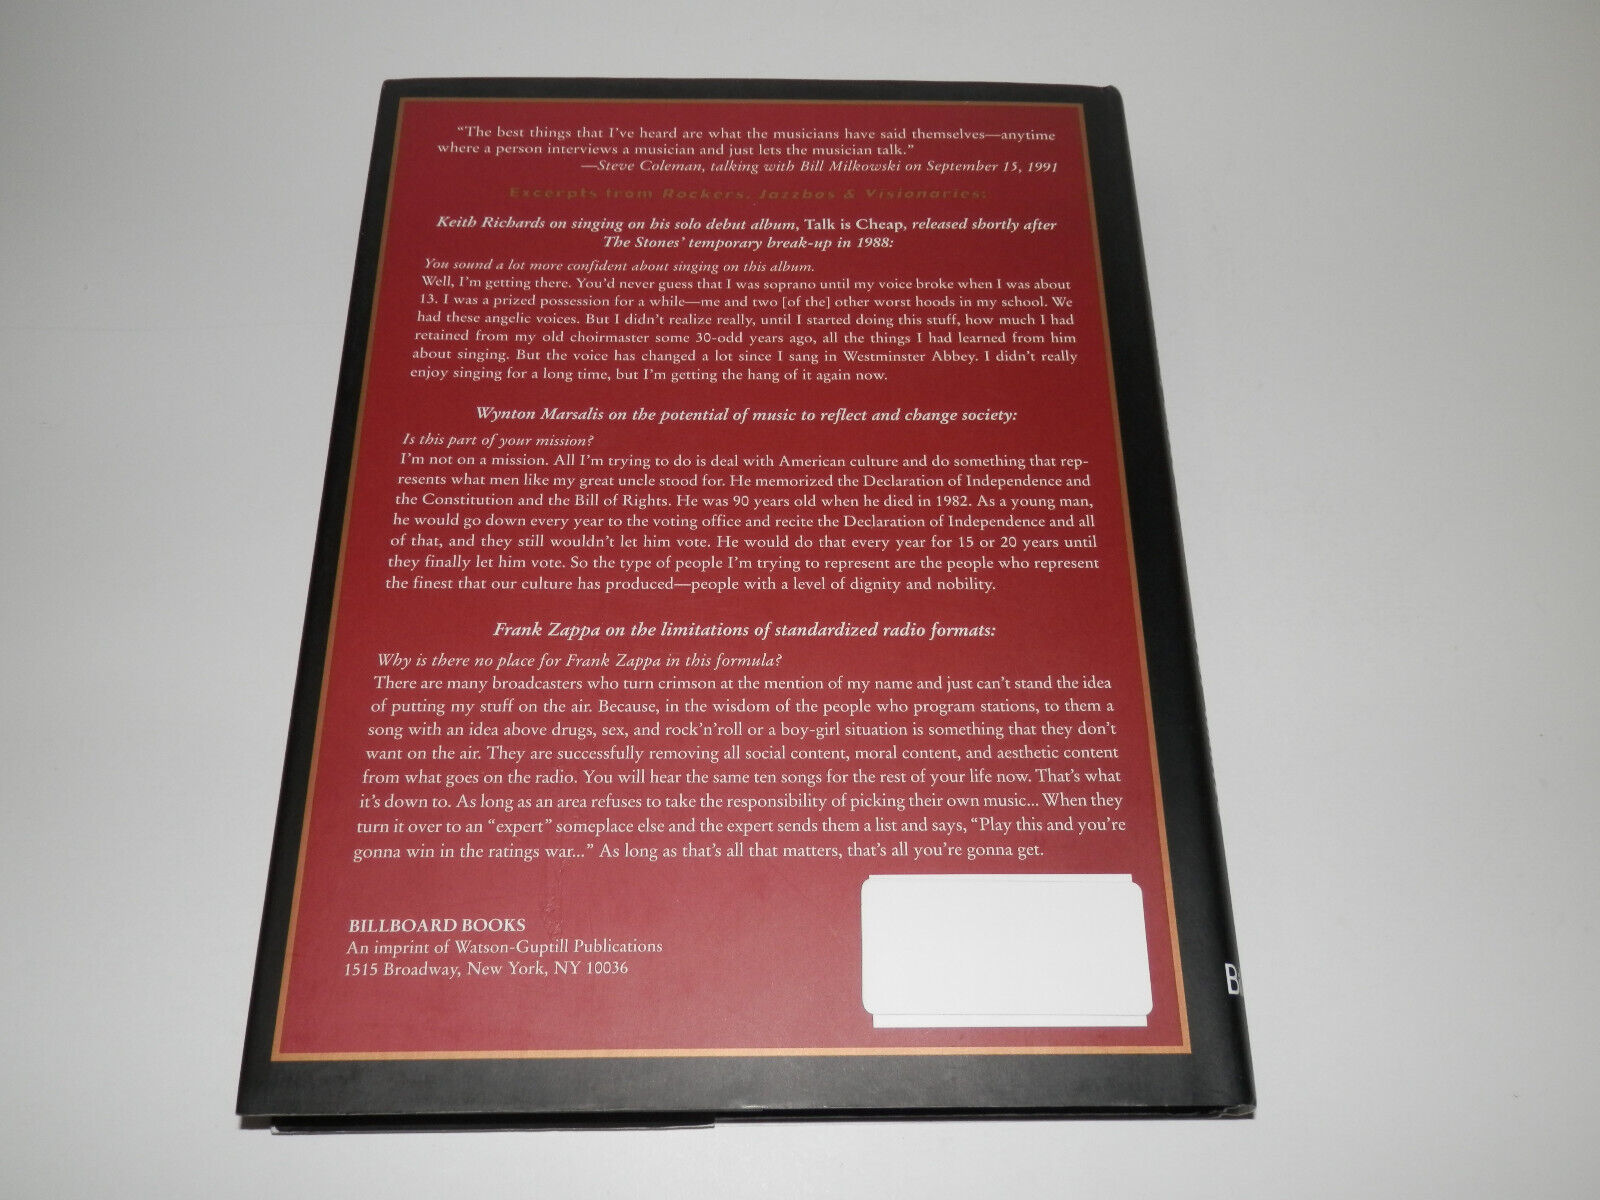 “The best things that I’ve heard are what the musicians have said themselves—anytime
where a person interviews a musician and just lets the musician talk.”
—Steve Coleman, talking with Bill Milkowski on September 15, 1991
Excerpts from Rockers, Jazzbos & Visionaries:
Keith Richards on singing on his solo debut album, Talk is Cheap, released shortly after
The Stones’ temporary break-up in 1988:
You sound a lot more confident about singing on this album.
Well, I’m getting there. You’d never guess that I was soprano until my voice broke when I was about
13. I was a prized possession for a while—me and two [of the] other worst hoods in my school. We
had these angelic voices. But I didn’t realize really, until I started doing this stuff, how much I had
retained from my old choirmaster some 30-odd years ago, all the things I had learned from him
about singing. But the voice has changed a lot since I sang in Westminster Abbey. I didn’t really
enjoy singing for a long time, but I’m getting the hang of it again now.
Wynton Marsalis on the potential of music to reflect and change society:
Is this part of your mission?
I’m not on a mission. All I’m trying to do is deal with American culture and do something that rep-
resents what men like my great uncle stood for. He memorized the Declaration of Independence and
the Constitution and the Bill of Rights. He was 90 years old when he died in 1982. As a young man,
he would go down every year to the voting office and recite the Declaration of Independence and all
of that, and they still wouldn’t let him vote. He would do that every year for 15 or 20 years until
they finally let him vote. So the type of people I’m trying to represent are the people who represent
the finest that our culture has produced—people with a level of dignity and nobility.
Frank Zappa on the limitations of standardized radio formats:
Why is there no place for Frank Zappa in this formula?
There are many broadcasters who turn crimson at the mention of my name and just can’t stand the idea
of putting my stuff on the air. Because, in the wisdom of the people who program stations, to them a
song with an idea above drugs, sex, and rock’n’roll or a boy-girl situation is something that they don’t
want on the air. They are successfully removing all social content, moral content, and aesthetic content
from what goes on the radio. You will hear the same ten songs for the rest of your life now. That’s what
it’s down to. As long as an area refuses to take the responsibility of picking their own music... When they
turn it over to an “expert” someplace else and the expert sends them a list and says, “Play this and you’re
gonna win in the ratings war...” As long as that’s all that matters, that’s all you’re gonna get.
BILLBOARD BOOKS
An imprint of Watson-Guptill Publications
1515 Broadway, New York, NY 10036